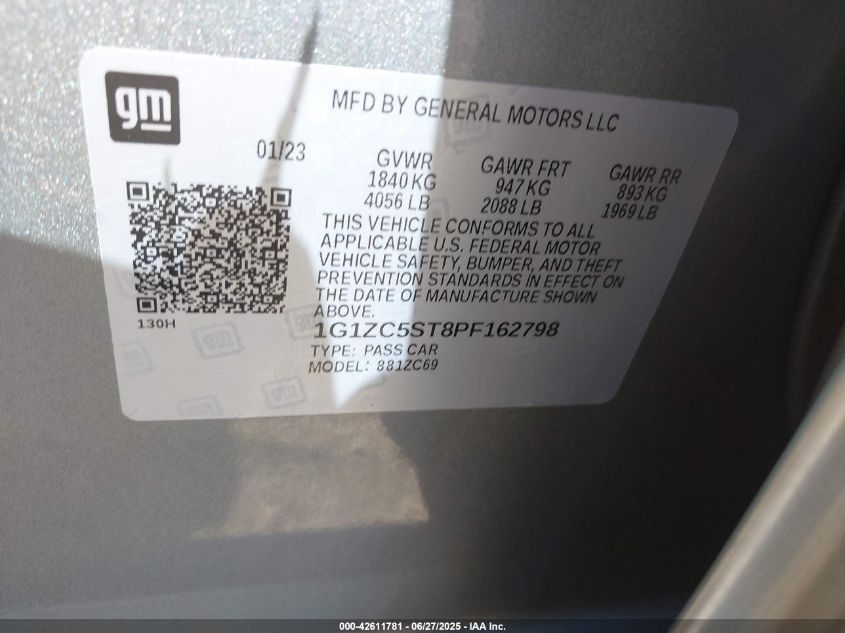 gm
MFD BY GENERAL MOTORS LLC
01/23
GVWR
1840 KG
4056 LB
GAWR FRT
947 KG
2088 LB
GAWR RR
893 KG
1969 LB
THIS VEHICLE CONFORMS TO ALL
APPLICABLE U.S. FEDERAL MOTOR
VEHICLE SAFETY, BUMPER, AND THEFT
PREVENTION STANDARDS IN EFFECT ON
THE DATE OF MANUFACTURE SHOWN
ABOVE.
130H
1G1ZC5ST8PF162798
TYPE: PASS CAR
MODEL: 881ZC69
000-42611781 - 06/27/2025 - IAA Inc.